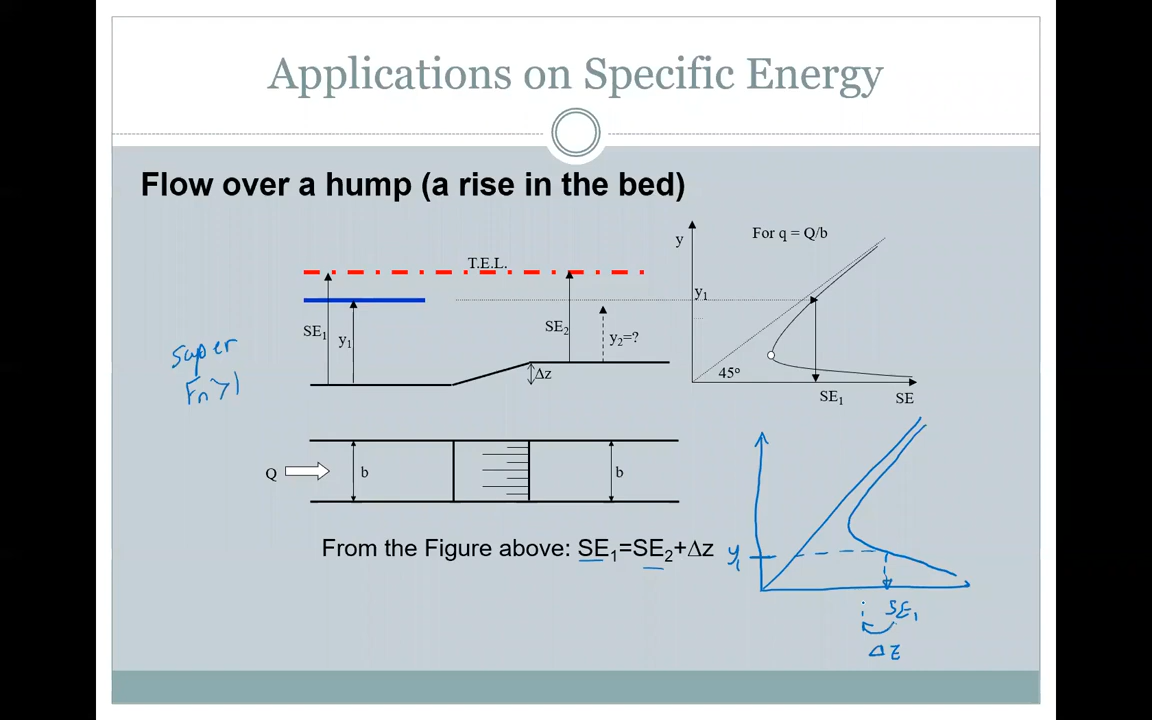 Applications on Specific Energy
Flow over a hump (a rise in the bed)
For q = Q/b
y
T.E.L.
y₁
SE₁
y₁
SE₂
y₂=?
Δz
45°
SE₁
SE
super
Fn>1
Q
b
b
From the Figure above: SE₁=SE₂+Δz
y₁
SE₁
ΔZ